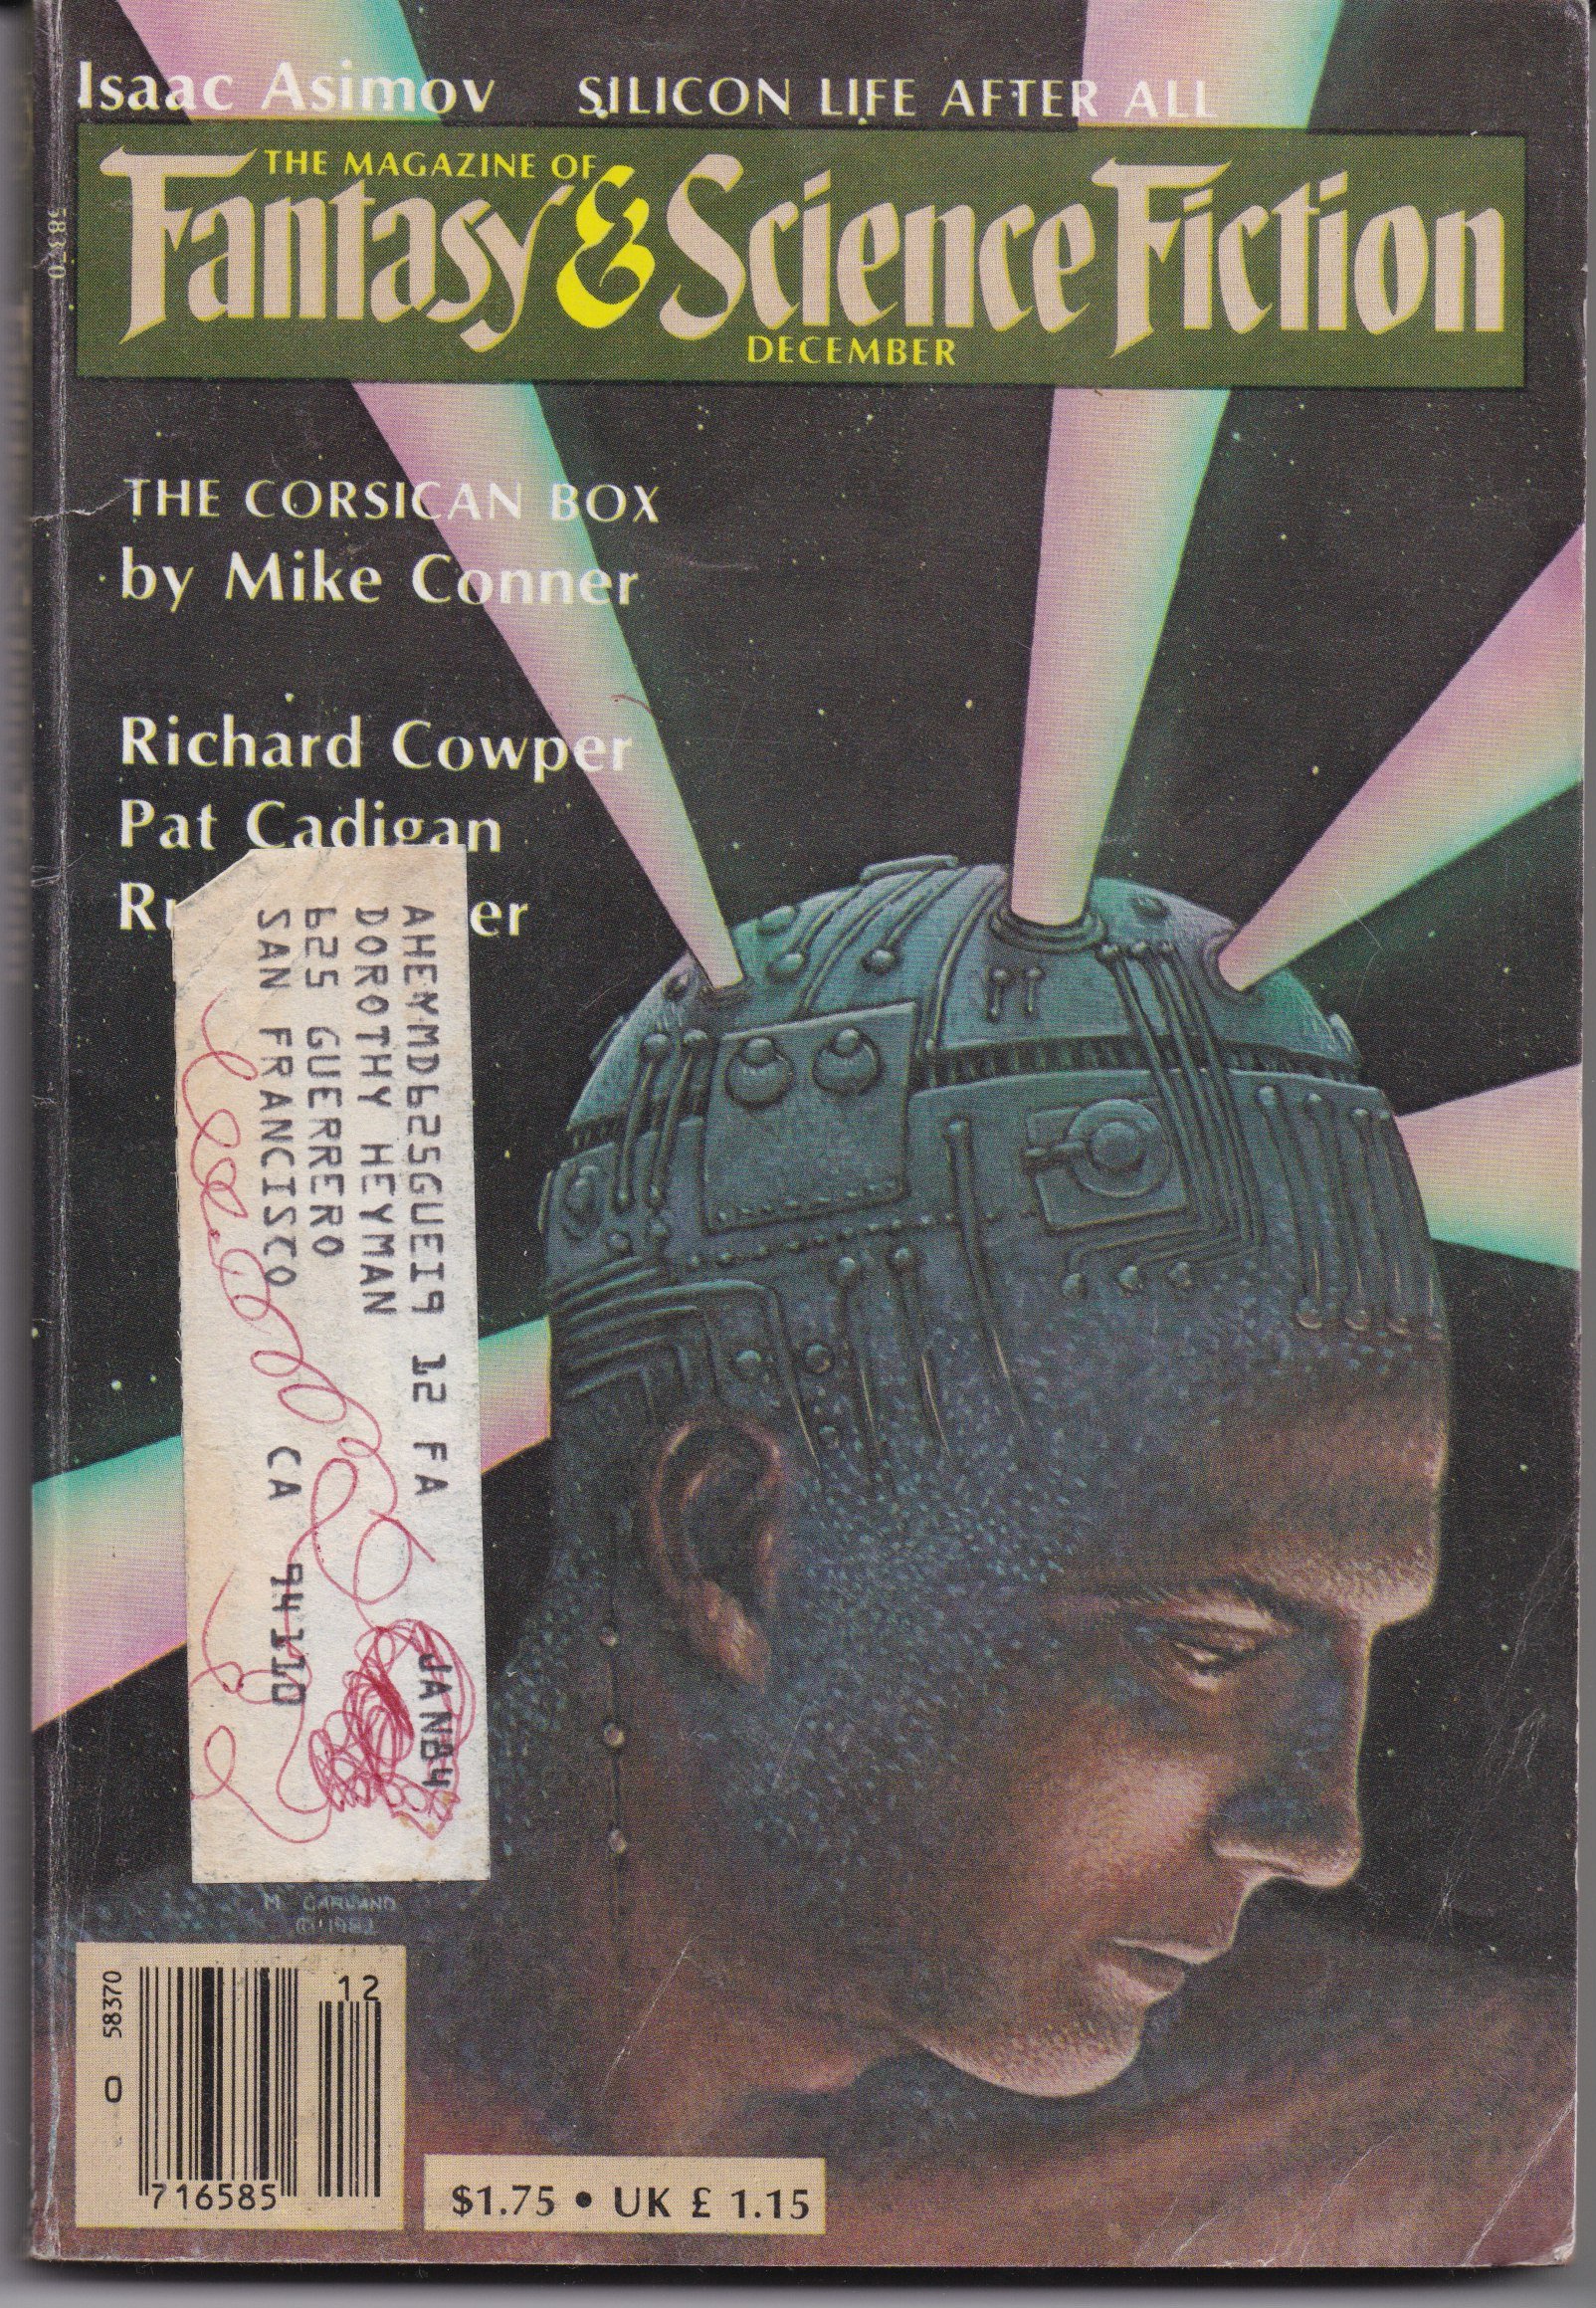 Isaac Asimov SILICON LIFE AFTER ALL
THE MAGAZINE OF
Fantasy & Science Fiction
DECEMBER
58370
THE CORSICAN BOX
by Mike Conner
Richard Cowper
Pat Cadigan
AHEYMD625GUEI9 12 FA JAN84
DOROTHY HEYMAN
625 GUERRERO
SAN FRANCISCO CA 94110
M GARLAND
58370
0
12
716585
$1.75 • UK £ 1.15